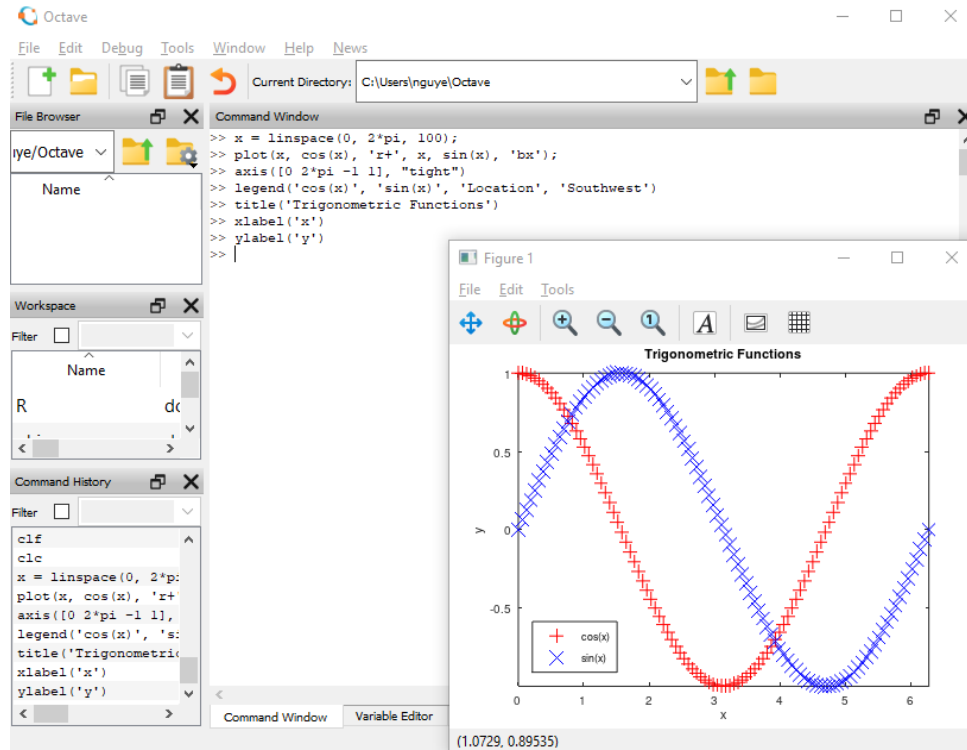 Octave
File Edit Debug Tools Window Help News
Current Directory: C:\Users\nguye\Octave
File Browser
/Octave
Name
Workspace
Filter
Name
R
Command History
Filter
clf
clc
x = linspace(0, 2*p
plot(x, cos(x), 'r+'
axis([0 2*pi -1 1],
legend('cos(x)', 's
title('Trigonometric
xlabel('x')
ylabel('y')
Command Window
>> x = linspace(0, 2*pi, 100);
>> plot(x, cos(x), 'r+', x, sin(x), 'bx');
>> axis([0 2*pi -1 1], "tight")
>> legend('cos(x)', 'sin(x)', 'Location', 'Southwest')
>> title('Trigonometric Functions')
>> xlabel('x')
>> ylabel('y')
>>
Command Window Variable Editor
Figure 1
File Edit Tools
A
Trigonometric Functions
1
0.5
0
-0.5
y
cos(x)
sin(x)
0 1 2 3 4 5 6
x
(1.0729, 0.89535)